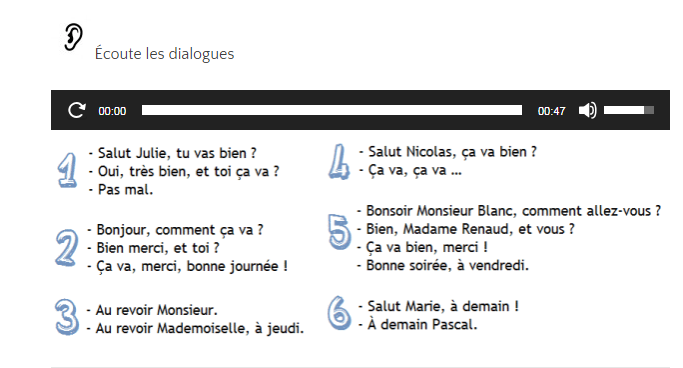 Écoute les dialogues
00:00 00:47
1 - Salut Julie, tu vas bien ?
- Oui, très bien, et toi ça va ?
- Pas mal.
2 - Bonjour, comment ça va ?
- Bien merci, et toi ?
- Ça va, merci, bonne journée !
3 - Au revoir Monsieur.
- Au revoir Mademoiselle, à jeudi.
4 - Salut Nicolas, ça va bien ?
- Ça va, ça va ...
5 - Bonsoir Monsieur Blanc, comment allez-vous ?
- Bien, Madame Renaud, et vous ?
- Ça va bien, merci !
- Bonne soirée, à vendredi.
6 - Salut Marie, à demain !
- À demain Pascal.